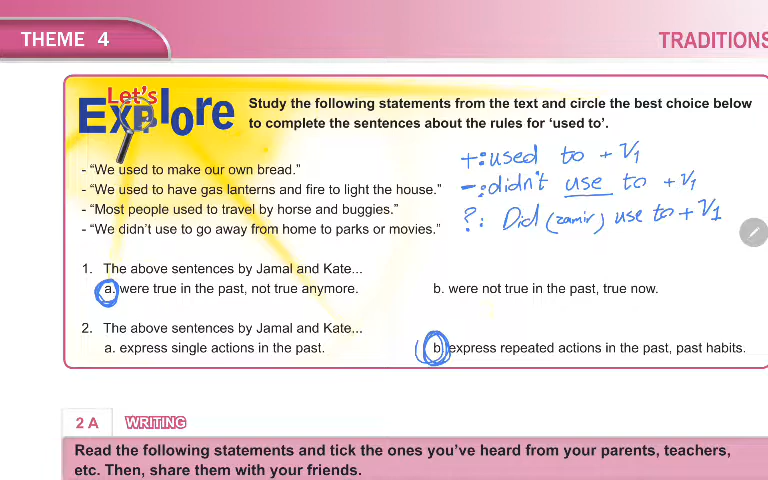 THEME 4
TRADITIONS
Let's
Explore
Study the following statements from the text and circle the best choice below
to complete the sentences about the rules for ‘used to’.
+: used to + V1
-: didn't use to + V1
?: Did (zamir) use to + V1
- “We used to make our own bread.”
- “We used to have gas lanterns and fire to light the house.”
- “Most people used to travel by horse and buggies.”
- “We didn’t use to go away from home to parks or movies.”
1. The above sentences by Jamal and Kate...
a. were true in the past, not true anymore.
b. were not true in the past, true now.
2. The above sentences by Jamal and Kate...
a. express single actions in the past.
b. express repeated actions in the past, past habits.
2 A WRITING
Read the following statements and tick the ones you’ve heard from your parents, teachers,
etc. Then, share them with your friends.